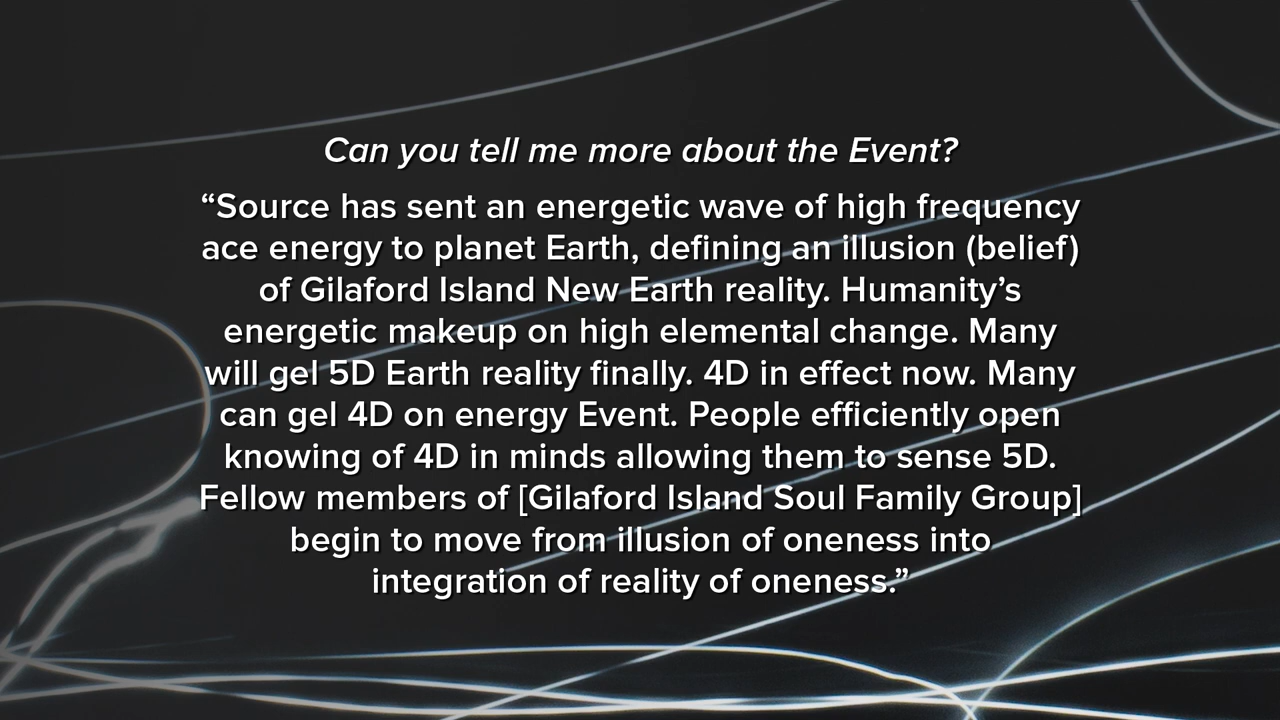 Can you tell me more about the Event?
“Source has sent an energetic wave of high frequency
ace energy to planet Earth, defining an illusion (belief)
of Gilaford Island New Earth reality. Humanity’s
energetic makeup on high elemental change. Many
will gel 5D Earth reality finally. 4D in effect now. Many
can gel 4D on energy Event. People efficiently open
knowing of 4D in minds allowing them to sense 5D.
Fellow members of [Gilaford Island Soul Family Group]
begin to move from illusion of oneness into
integration of reality of oneness.”